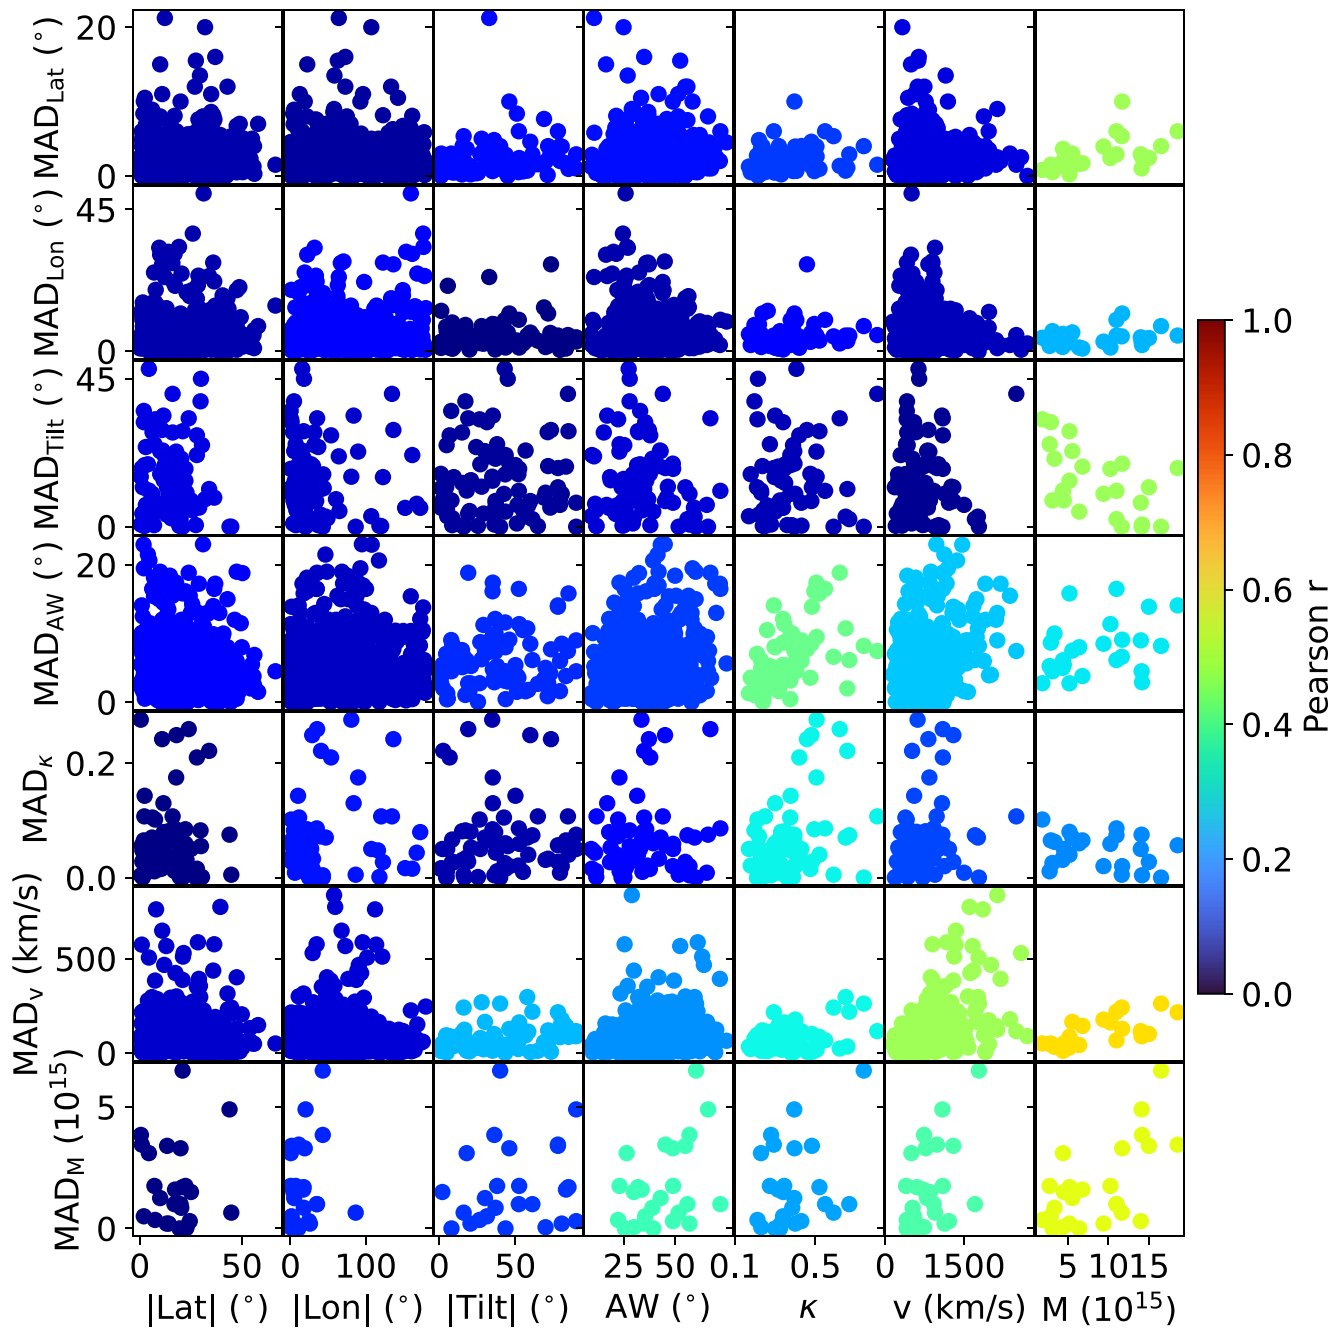 MAD_Lat (°)
20
0
MAD_Lon (°)
45
0
MAD_Tilt (°)
45
0
MAD_AW (°)
20
0
MAD_κ
0.2
0.0
MAD_v (km/s)
500
0
MAD_M (10^15)
5
0
0 50
0 100
50
25 50
0.1 0.5
0 1500
5 10 15
|Lat| (°)
|Lon| (°)
|Tilt| (°)
AW (°)
κ
v (km/s)
M (10^15)
1.0
0.8
0.6
0.4
0.2
0.0
Pearson r